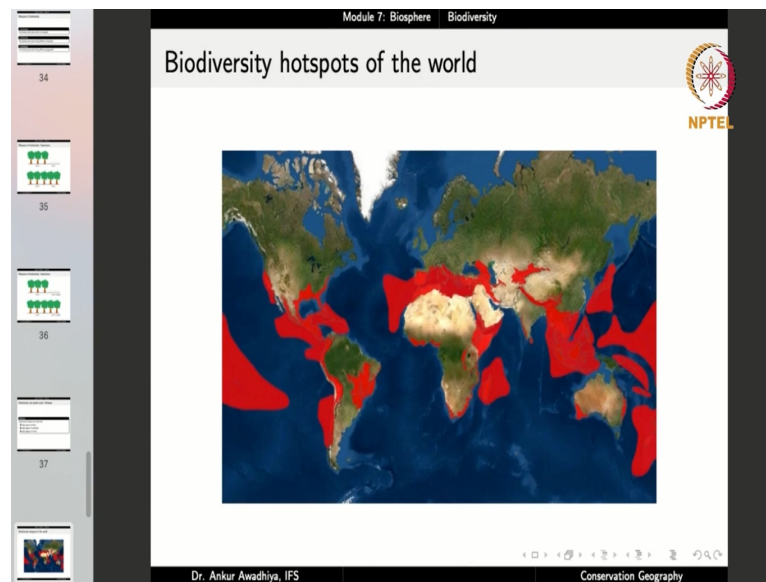 Module 7: Biosphere Biodiversity
Biodiversity hotspots of the world
NPTEL
34
35
36
37
Dr. Ankur Awadhiya, IFS Conservation Geography